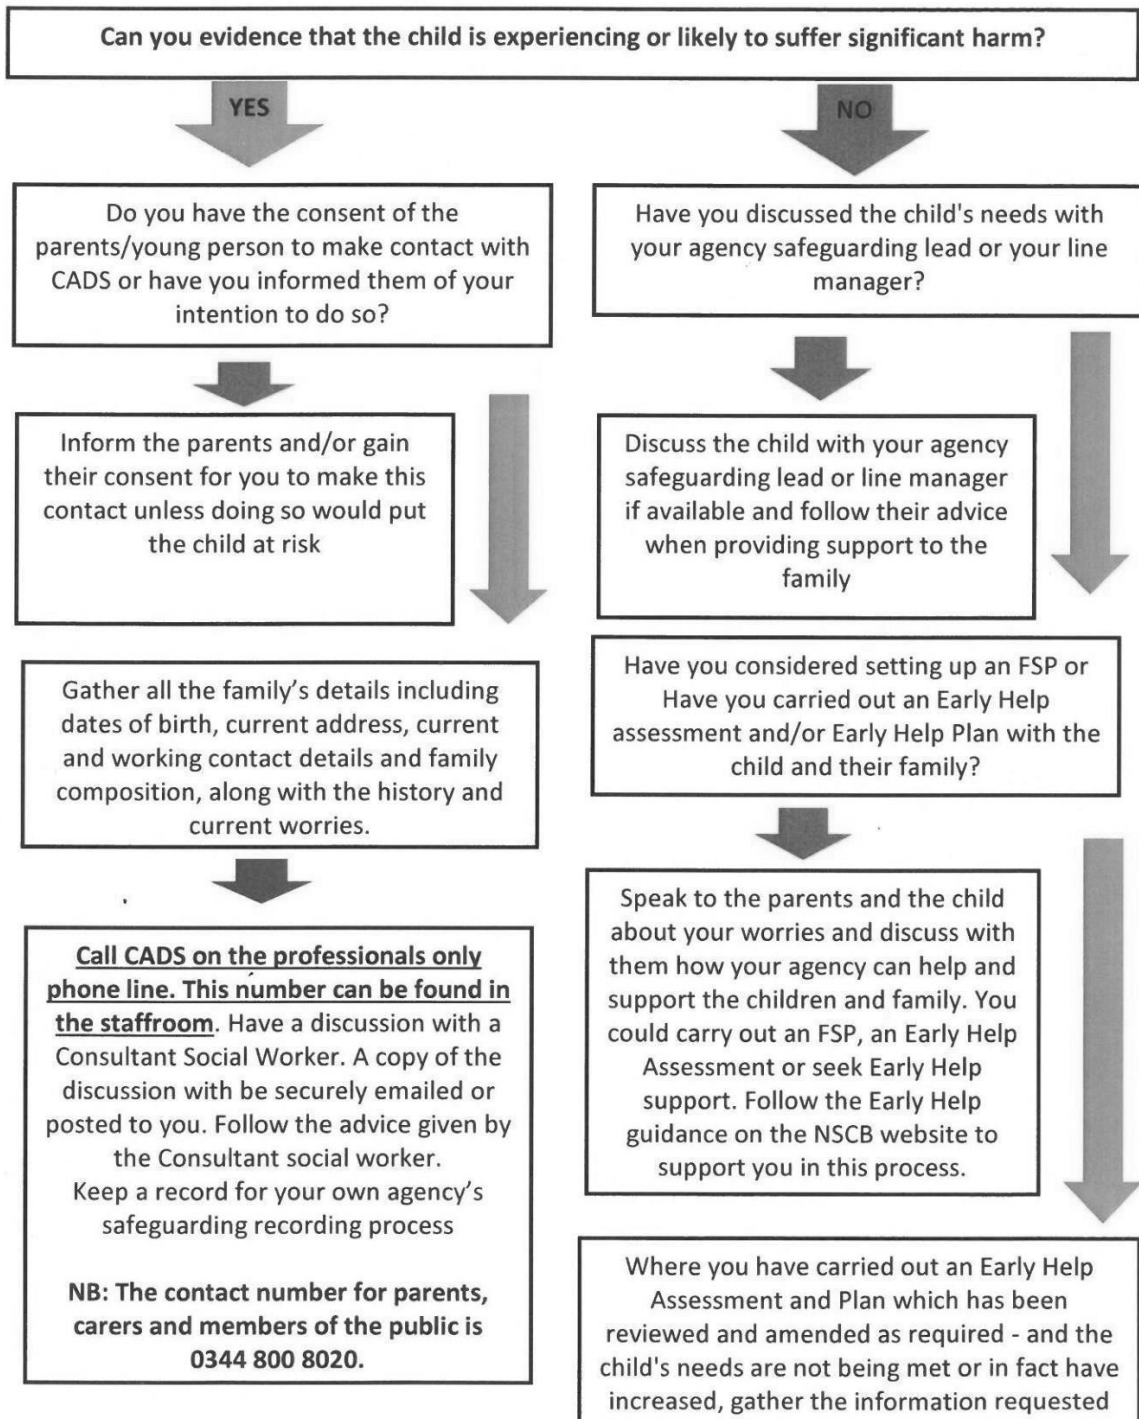 Can you evidence that the child is experiencing or likely to suffer significant harm?
YES
NO
Do you have the consent of the
parents/young person to make contact with
CADS or have you informed them of your
intention to do so?
Inform the parents and/or gain
their consent for you to make this
contact unless doing so would put
the child at risk
Gather all the family’s details including
dates of birth, current address, current
and working contact details and family
composition, along with the history and
current worries.
Call CADS on the professionals only
phone line. This number can be found in
the staffroom. Have a discussion with a
Consultant Social Worker. A copy of the
discussion with be securely emailed or
posted to you. Follow the advice given by
the Consultant social worker.
Keep a record for your own agency’s
safeguarding recording process
NB: The contact number for parents,
carers and members of the public is
0344 800 8020.
Have you discussed the child's needs with
your agency safeguarding lead or your line
manager?
Discuss the child with your agency
safeguarding lead or line manager
if available and follow their advice
when providing support to the
family
Have you considered setting up an FSP or
Have you carried out an Early Help
assessment and/or Early Help Plan with the
child and their family?
Speak to the parents and the child
about your worries and discuss with
them how your agency can help and
support the children and family. You
could carry out an FSP, an Early Help
Assessment or seek Early Help
support. Follow the Early Help
guidance on the NSCB website to
support you in this process.
Where you have carried out an Early Help
Assessment and Plan which has been
reviewed and amended as required - and the
child's needs are not being met or in fact have
increased, gather the information requested